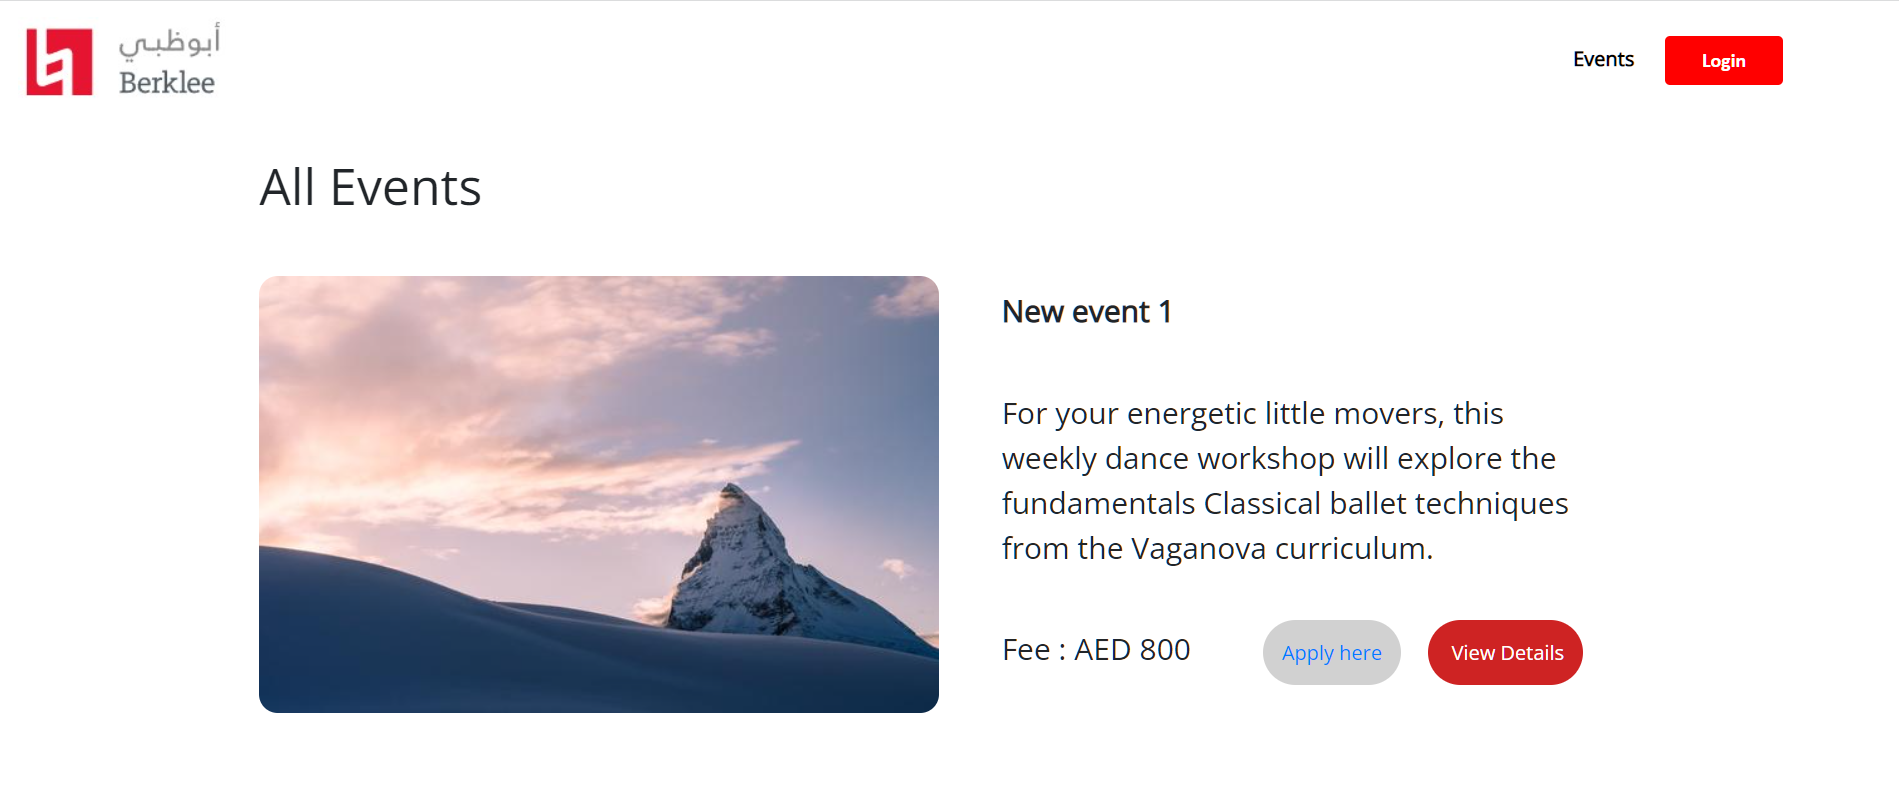 أبوظبي
Berklee
Events
Login
All Events
New event 1
For your energetic little movers, this
weekly dance workshop will explore the
fundamentals Classical ballet techniques
from the Vaganova curriculum.
Fee : AED 800
Apply here
View Details